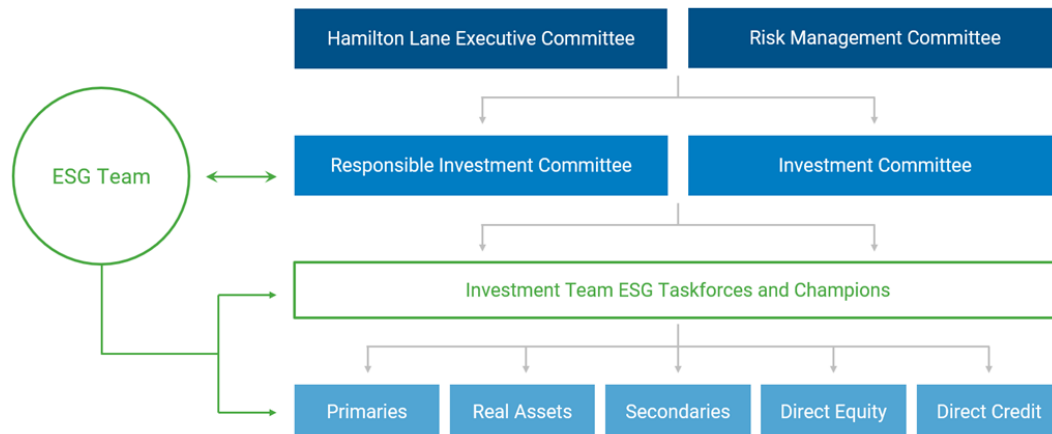 Hamilton Lane Executive Committee
Risk Management Committee
ESG Team
Responsible Investment Committee
Investment Committee
Investment Team ESG Taskforces and Champions
Primaries
Real Assets
Secondaries
Direct Equity
Direct Credit